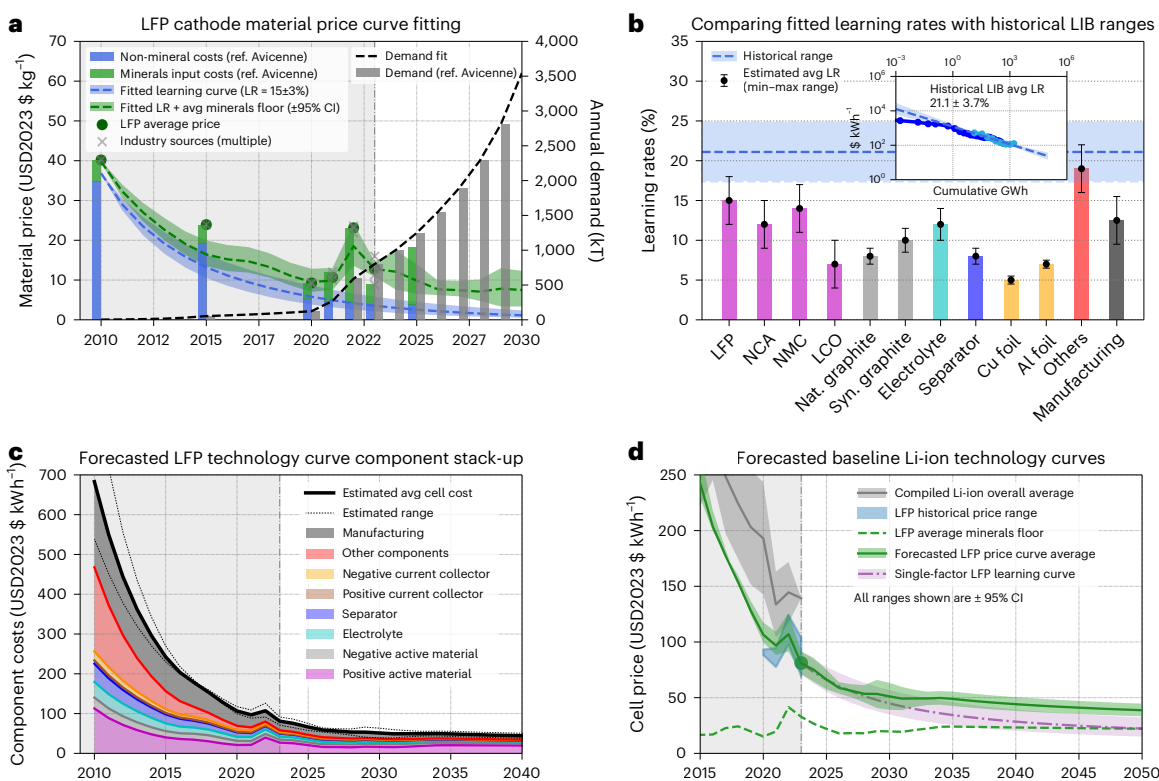 a
LFP cathode material price curve fitting
Material price (USD2023 $ kg⁻¹)
70
60
50
40
30
20
10
0
Non-mineral costs (ref. Avicenne)
Minerals input costs (ref. Avicenne)
Fitted learning curve (LR = 15±3%)
Fitted LR + avg minerals floor (±95% CI)
LFP average price
Industry sources (multiple)
Demand fit
Demand (ref. Avicenne)
4,000
3,500
3,000
2,500
2,000
1,500
1,000
500
0
Annual demand (kT)
2010
2012
2015
2017
2020
2022
2025
2027
2030
b
Comparing fitted learning rates with historical LIB ranges
Learning rates (%)
35
30
25
20
15
10
5
0
Historical range
Estimated avg LR
(min–max range)
10⁻³
10⁰
10³
10⁶
10⁶
10⁴
10²
10⁰
$ kWh⁻¹
Historical LIB avg LR
21.1 ± 3.7%
Cumulative GWh
LFP
NCA
NMC
LCO
Nat. graphite
Syn. graphite
Electrolyte
Separator
Cu foil
Al foil
Others
Manufacturing
c
Forecasted LFP technology curve component stack-up
Component costs (USD2023 $ kWh⁻¹)
700
600
500
400
300
200
100
0
Estimated avg cell cost
Estimated range
Manufacturing
Other components
Negative current collector
Positive current collector
Separator
Electrolyte
Negative active material
Positive active material
2010
2015
2020
2025
2030
2035
2040
d
Forecasted baseline Li-ion technology curves
Cell price (USD2023 $ kWh⁻¹)
250
200
150
100
50
0
Compiled Li-ion overall average
LFP historical price range
LFP average minerals floor
Forecasted LFP price curve average
Single-factor LFP learning curve
All ranges shown are ± 95% CI
2015
2020
2025
2030
2035
2040
2045
2050